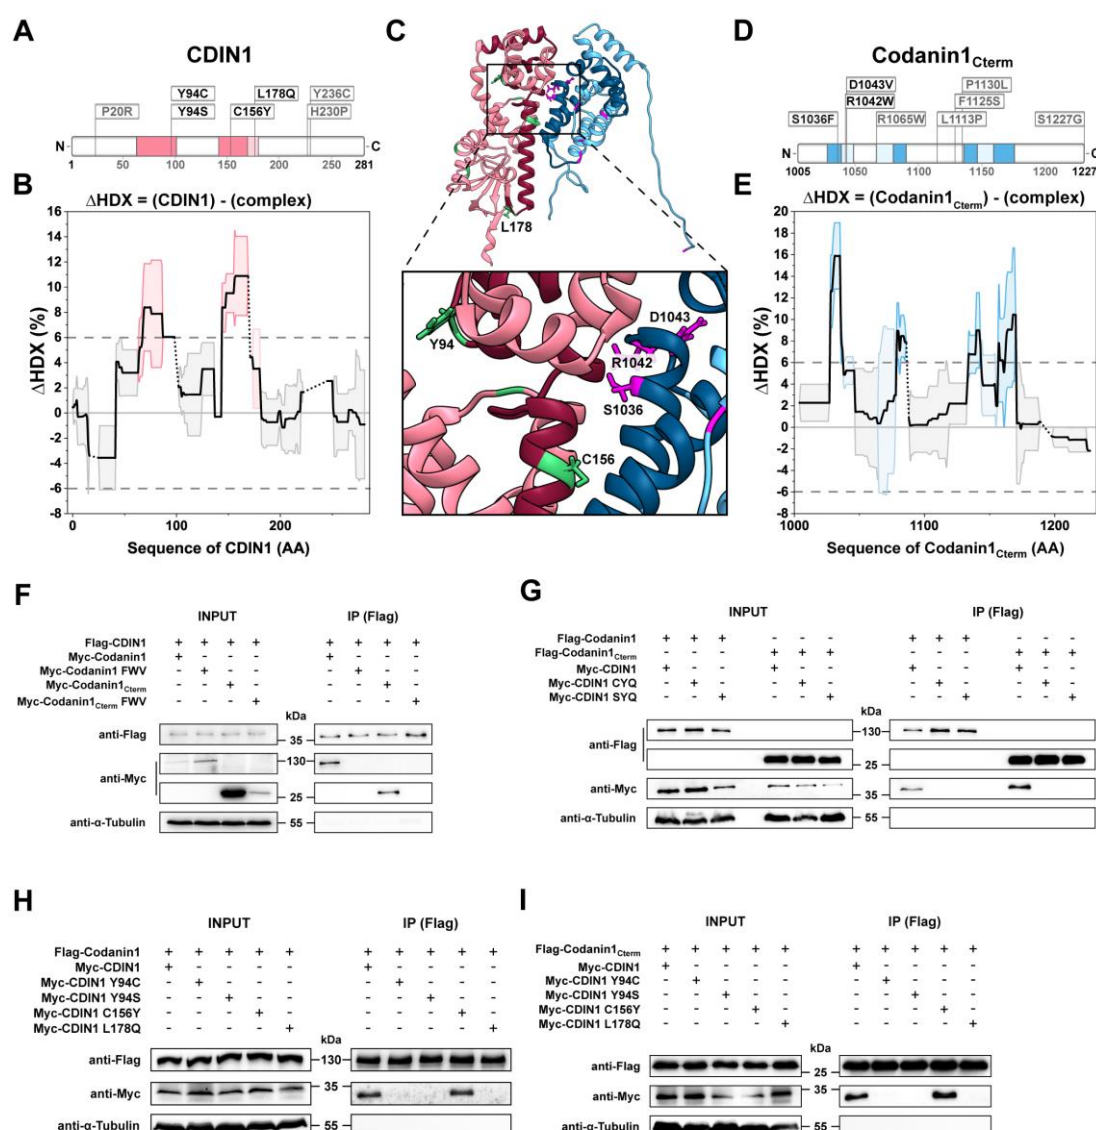 A
CDIN1
Y94C L178Q Y236C
P20R Y94S C156Y H230P
N C
1 50 100 150 200 250 281
B
ΔHDX = (CDIN1) - (complex)
ΔHDX (%)
16
14
12
10
8
6
4
2
0
-2
-4
-6
-8
0 100 200
Sequence of CDIN1 (AA)
C
L178
Y94
D1043
R1042
S1036
C156
D
Codanin1Cterm
D1043V P1130L
R1042W F1125S
S1036F R1065W L1113P S1227G
N C
1005 1050 1100 1150 1200 1227
E
ΔHDX = (Codanin1Cterm) - (complex)
ΔHDX (%)
20
18
16
14
12
10
8
6
4
2
0
-2
-4
-6
-8
1000 1100 1200
Sequence of Codanin1Cterm (AA)
F
INPUT IP (Flag)
Flag-CDIN1 + + + + + + + +
Myc-Codanin1 + - - - + - - -
Myc-Codanin1 FWV - + - - - + - -
Myc-Codanin1Cterm - - + - - - + -
Myc-Codanin1Cterm FWV - - - + - - - +
kDa
anti-Flag 35
anti-Myc 130
25
anti-α-Tubulin 55
G
INPUT IP (Flag)
Flag-Codanin1 + + + - - - + + + - - -
Flag-Codanin1Cterm - - - + + + - - - + + +
Myc-CDIN1 + - - + - - + - - + - -
Myc-CDIN1 CYQ - + - - + - - + - - + -
Myc-CDIN1 SYQ - - + - - + - - + - - +
kDa
anti-Flag 130
25
anti-Myc 35
anti-α-Tubulin 55
H
INPUT IP (Flag)
Flag-Codanin1 + + + + + + + + + +
Myc-CDIN1 + - - - - + - - - -
Myc-CDIN1 Y94C - + - - - - + - - -
Myc-CDIN1 Y94S - - + - - - - + - -
Myc-CDIN1 C156Y - - - + - - - - + -
Myc-CDIN1 L178Q - - - - + - - - - +
kDa
anti-Flag 130
anti-Myc 35
anti-α-Tubulin 55
I
INPUT IP (Flag)
Flag-Codanin1Cterm + + + + + + + + + +
Myc-CDIN1 + - - - - + - - - -
Myc-CDIN1 Y94C - + - - - - + - - -
Myc-CDIN1 Y94S - - + - - - - + - -
Myc-CDIN1 C156Y - - - + - - - - + -
Myc-CDIN1 L178Q - - - - + - - - - +
kDa
anti-Flag 25
anti-Myc 35
anti-α-Tubulin 55